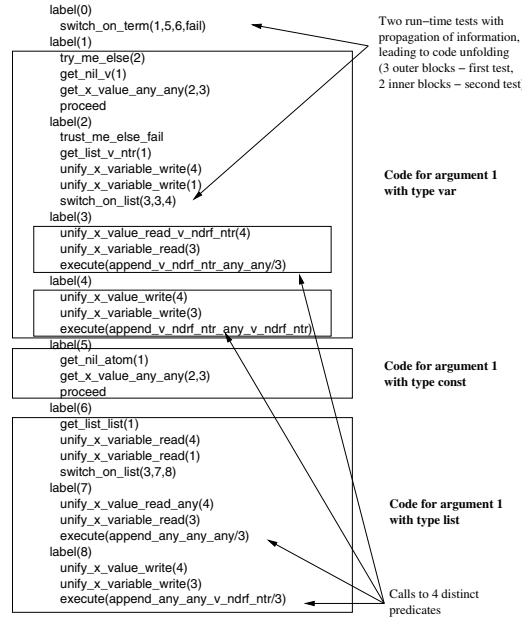 label(0)
switch_on_term(1,5,6,fail)
label(1)
try_me_else(2)
get_nil_v(1)
get_x_value_any_any(2,3)
proceed
label(2)
trust_me_else_fail
get_list_v_ntr(1)
unify_x_variable_write(4)
unify_x_variable_write(1)
switch_on_list(3,3,4)
label(3)
unify_x_value_read_v_ndrf_ntr(4)
unify_x_variable_read(3)
execute(append_v_ndrf_ntr_any_any/3)
label(4)
unify_x_value_write(4)
unify_x_variable_write(3)
execute(append_v_ndrf_ntr_any_v_ndrf_ntr)
label(5)
get_nil_atom(1)
get_x_value_any_any(2,3)
proceed
label(6)
get_list_list(1)
unify_x_variable_read(4)
unify_x_variable_read(1)
switch_on_list(3,7,8)
label(7)
unify_x_value_read_any(4)
unify_x_variable_read(3)
execute(append_any_any_any/3)
label(8)
unify_x_value_write(4)
unify_x_variable_write(3)
execute(append_any_any_v_ndrf_ntr/3)
Two run−time tests with
propagation of information,
leading to code unfolding
(3 outer blocks − first test,
2 inner blocks − second test)
Code for argument 1
with type var
Code for argument 1
with type const
Code for argument 1
with type list
Calls to 4 distinct
predicates